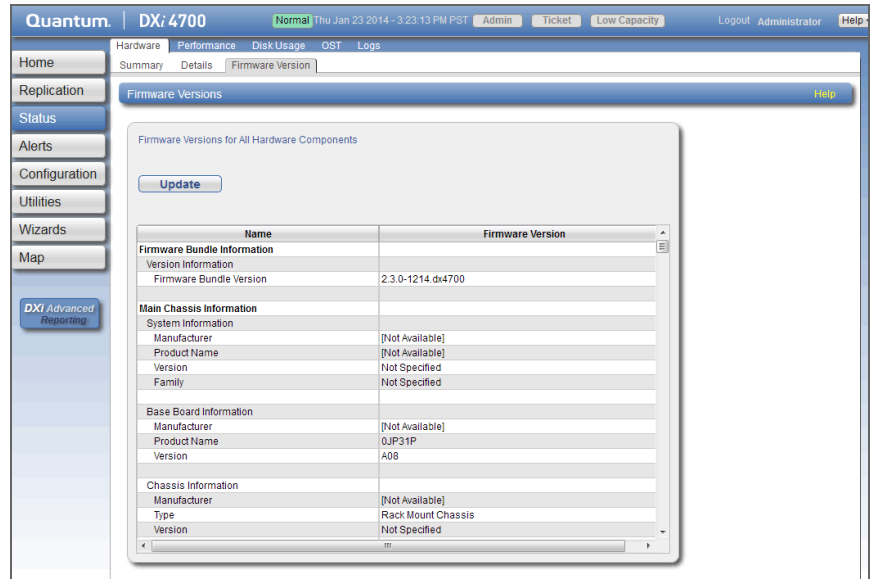 Quantum. DXi 4700 Normal Thu Jan 23 2014 - 3:23:13 PM PST Admin Ticket Low Capacity Logout Administrator Help
Hardware Performance Disk Usage OST Logs
Summary Details Firmware Version
Home
Replication
Status
Alerts
Configuration
Utilities
Wizards
Map
DXi Advanced
Reporting
Firmware Versions Help
Firmware Versions for All Hardware Components
Update
Name Firmware Version
Firmware Bundle Information
Version Information
Firmware Bundle Version 2.3.0-1214.dx4700
Main Chassis Information
System Information
Manufacturer [Not Available]
Product Name [Not Available]
Version Not Specified
Family Not Specified
Base Board Information
Manufacturer [Not Available]
Product Name 0JP31P
Version A08
Chassis Information
Manufacturer [Not Available]
Type Rack Mount Chassis
Version Not Specified